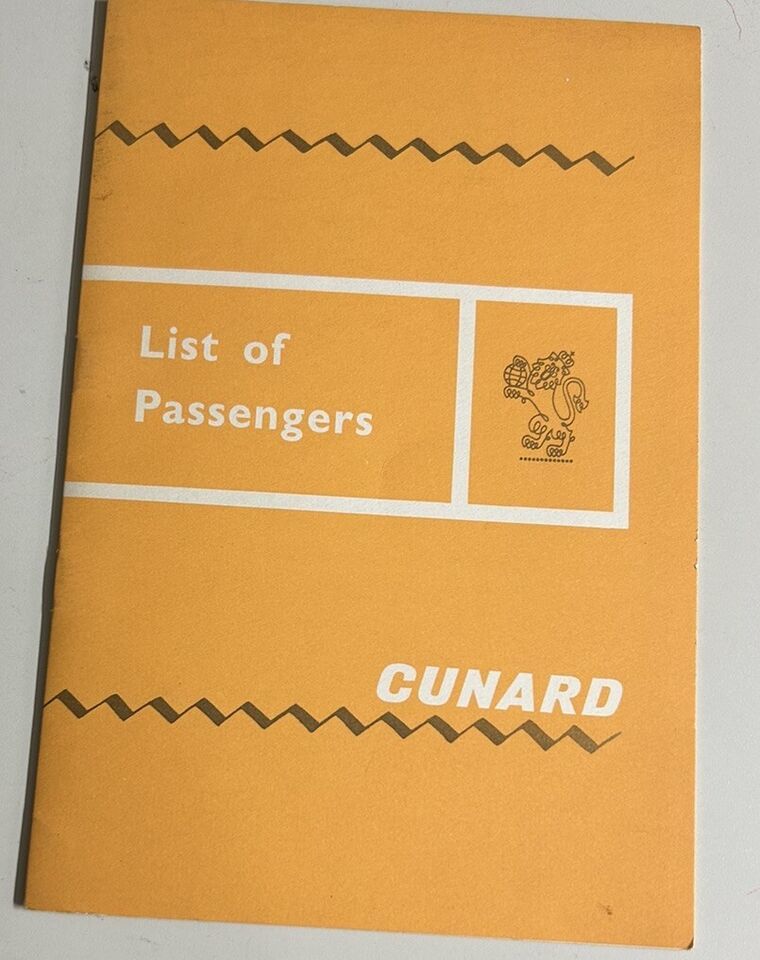 List of
Passengers
CUNARD